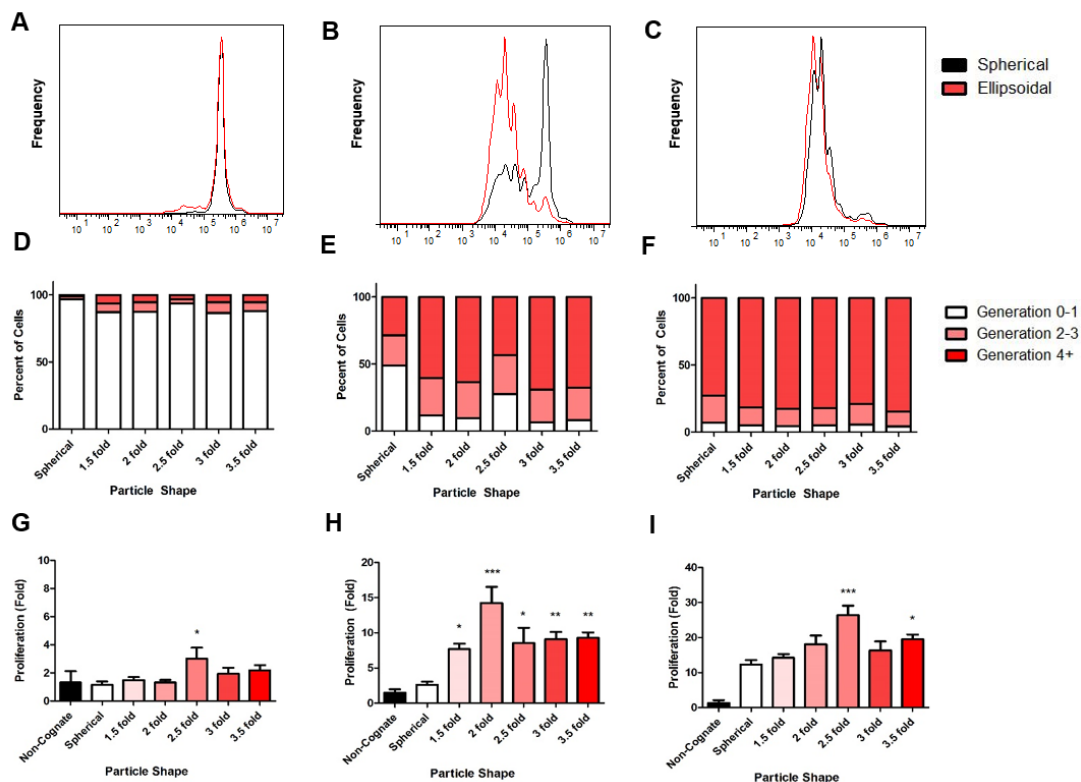 A
B
C
Frequency
Frequency
Frequency
Spherical
Ellipsoidal
10^1 10^2 10^3 10^4 10^5 10^6 10^7
10^1 10^2 10^3 10^4 10^5 10^6 10^7
10^1 10^2 10^3 10^4 10^5 10^6 10^7
D
E
F
Percent of Cells
100
50
0
Spherical 1.5 fold 2 fold 2.5 fold 3 fold 3.5 fold
Particle Shape
Pecent of Cells
100
50
0
Spherical 1.5 fold 2 fold 2.5 fold 3 fold 3.5 fold
Particle Shape
Percent of Cells
100
50
0
Spherical 1.5 fold 2 fold 2.5 fold 3 fold 3.5 fold
Particle Shape
Generation 0-1
Generation 2-3
Generation 4+
G
H
I
Proliferation (Fold)
10
8
6
4
2
0
*
Non-Cognate Spherical 1.5 fold 2 fold 2.5 fold 3 fold 3.5 fold
Particle Shape
Proliferation (Fold)
20
15
10
5
0
* *** * ** **
Non-Cognate Spherical 1.5 fold 2 fold 2.5 fold 3 fold 3.5 fold
Particle Shape
Proliferation (Fold)
40
30
20
10
0
*** *
Non-Cognate Spherical 1.5 fold 2 fold 2.5 fold 3 fold 3.5 fold
Particle Shape